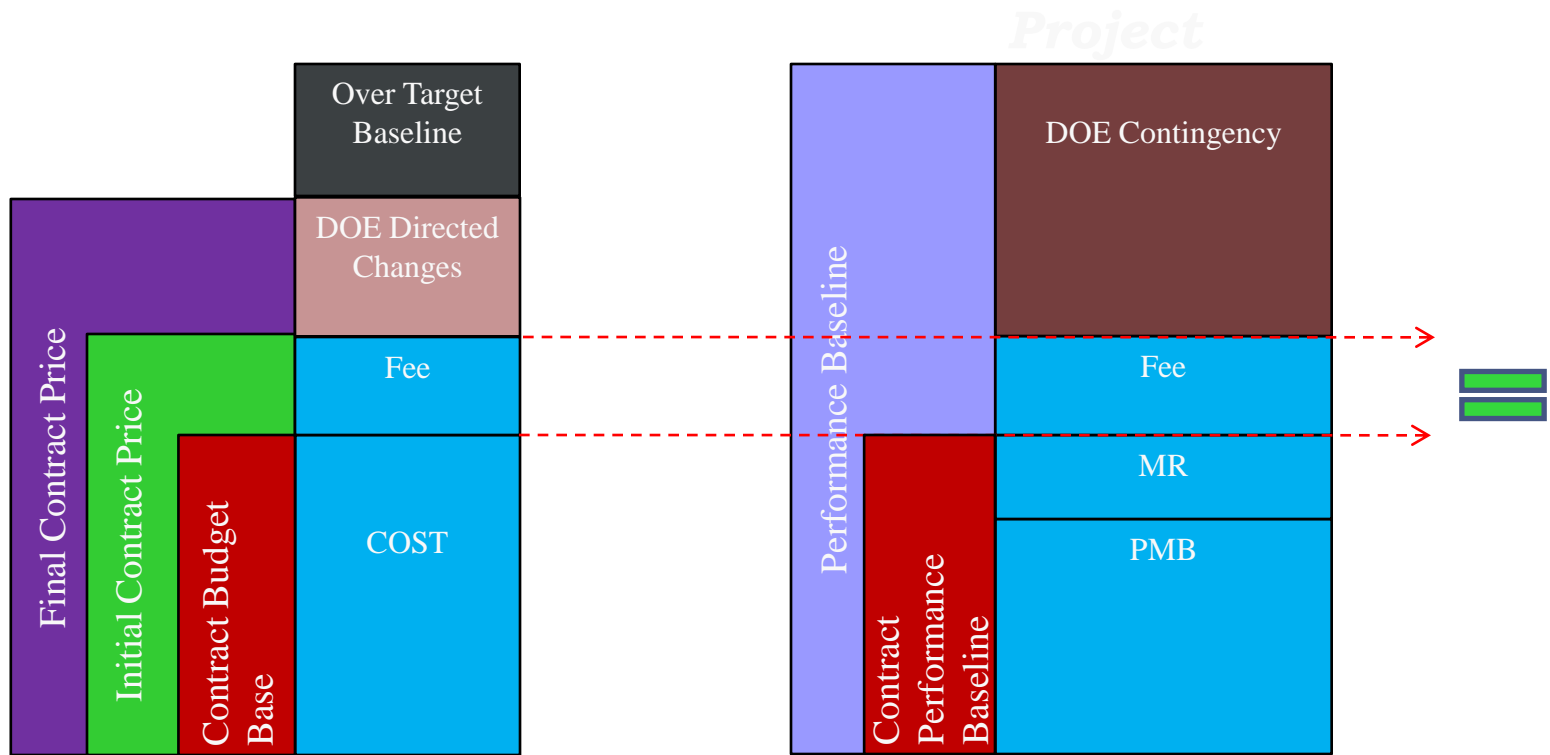 Project
Over Target
Baseline
DOE Directed
Changes
Fee
COST
Final Contract Price
Initial Contract Price
Contract Budget
Base
DOE Contingency
Fee
MR
PMB
Performance Baseline
Contract
Performance
Baseline